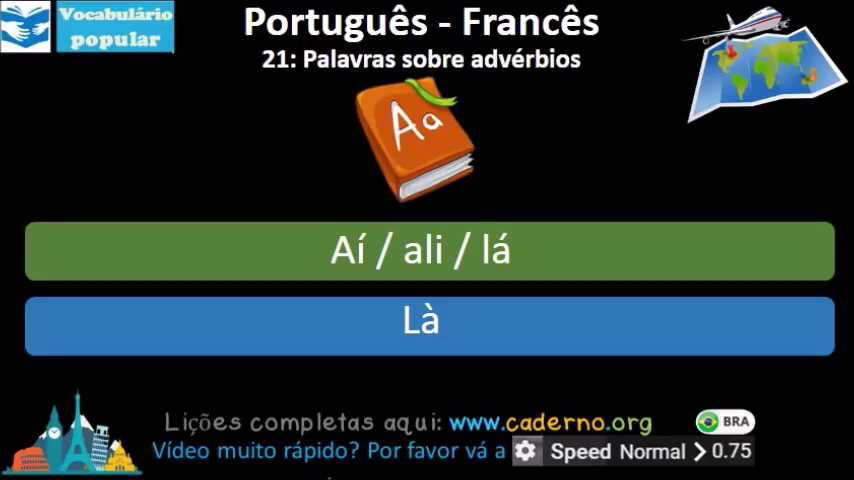 Vocabulário
popular
Português - Francês
21: Palavras sobre advérbios
Aa
Aí / ali / lá
Là
Lições completas aqui: www.caderno.org
BRA
Vídeo muito rápido? Por favor vá a Speed Normal > 0.75